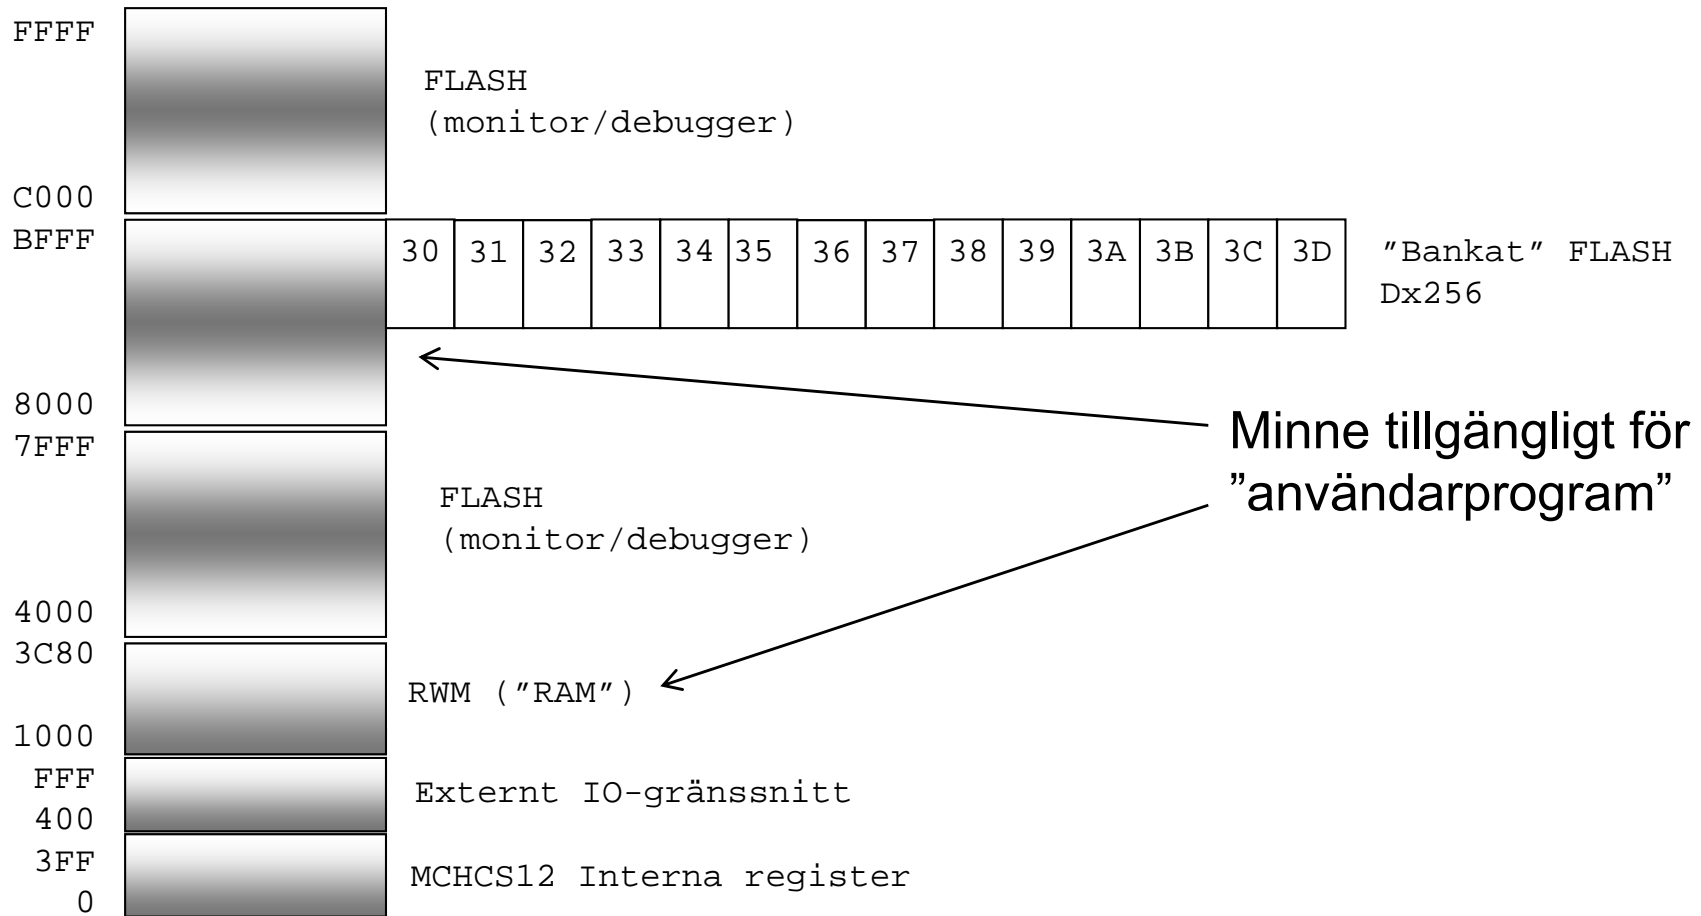 FFFF
FLASH
(monitor/debugger)
C000
BFFF
30 31 32 33 34 35 36 37 38 39 3A 3B 3C 3D
”Bankat” FLASH
Dx256
8000
7FFF
Minne tillgängligt för
”användarprogram”
FLASH
(monitor/debugger)
4000
3C80
RWM (”RAM”)
1000
FFF
Externt IO-gränssnitt
400
3FF
MCHCS12 Interna register
0